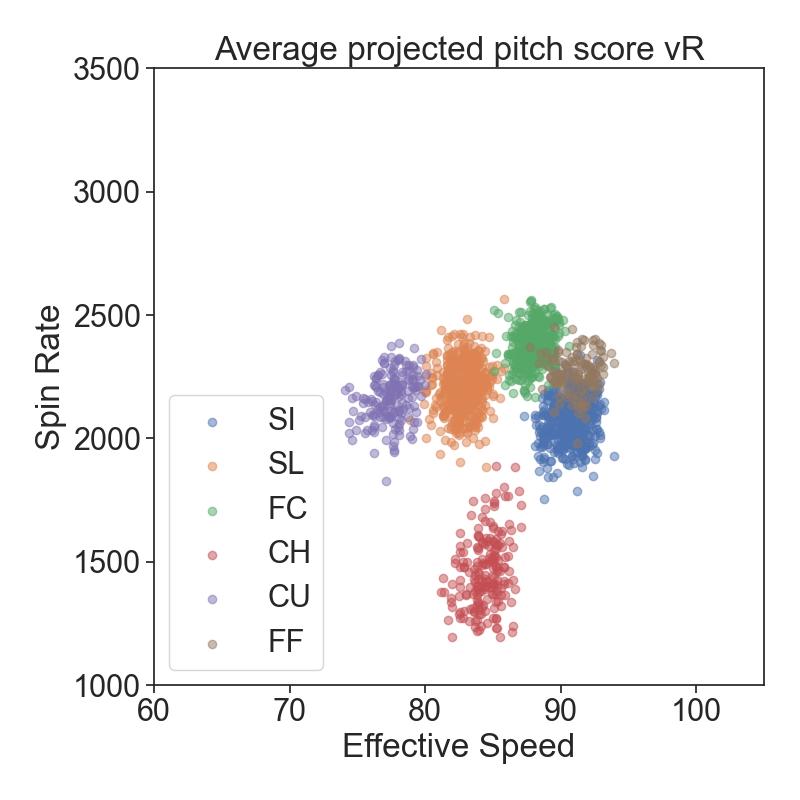 Average projected pitch score vR
3500
3000
2500
2000
1500
1000
Spin Rate
SI
SL
FC
CH
CU
FF
60
70
80
90
100
Effective Speed